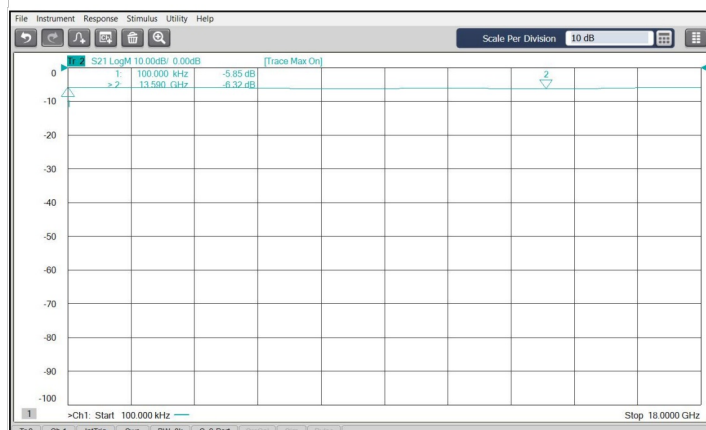 File Instrument Response Stimulus Utility Help
Scale Per Division 10 dB
Tr 2 S21 LogM 10.00dB/ 0.00dB [Trace Max On]
1: 100.000 kHz -5.85 dB
> 2: 13.590 GHz -6.32 dB
2
0
-10
-20
-30
-40
-50
-60
-70
-80
-90
-100
1 >Ch1: Start 100.000 kHz Stop 18.0000 GHz